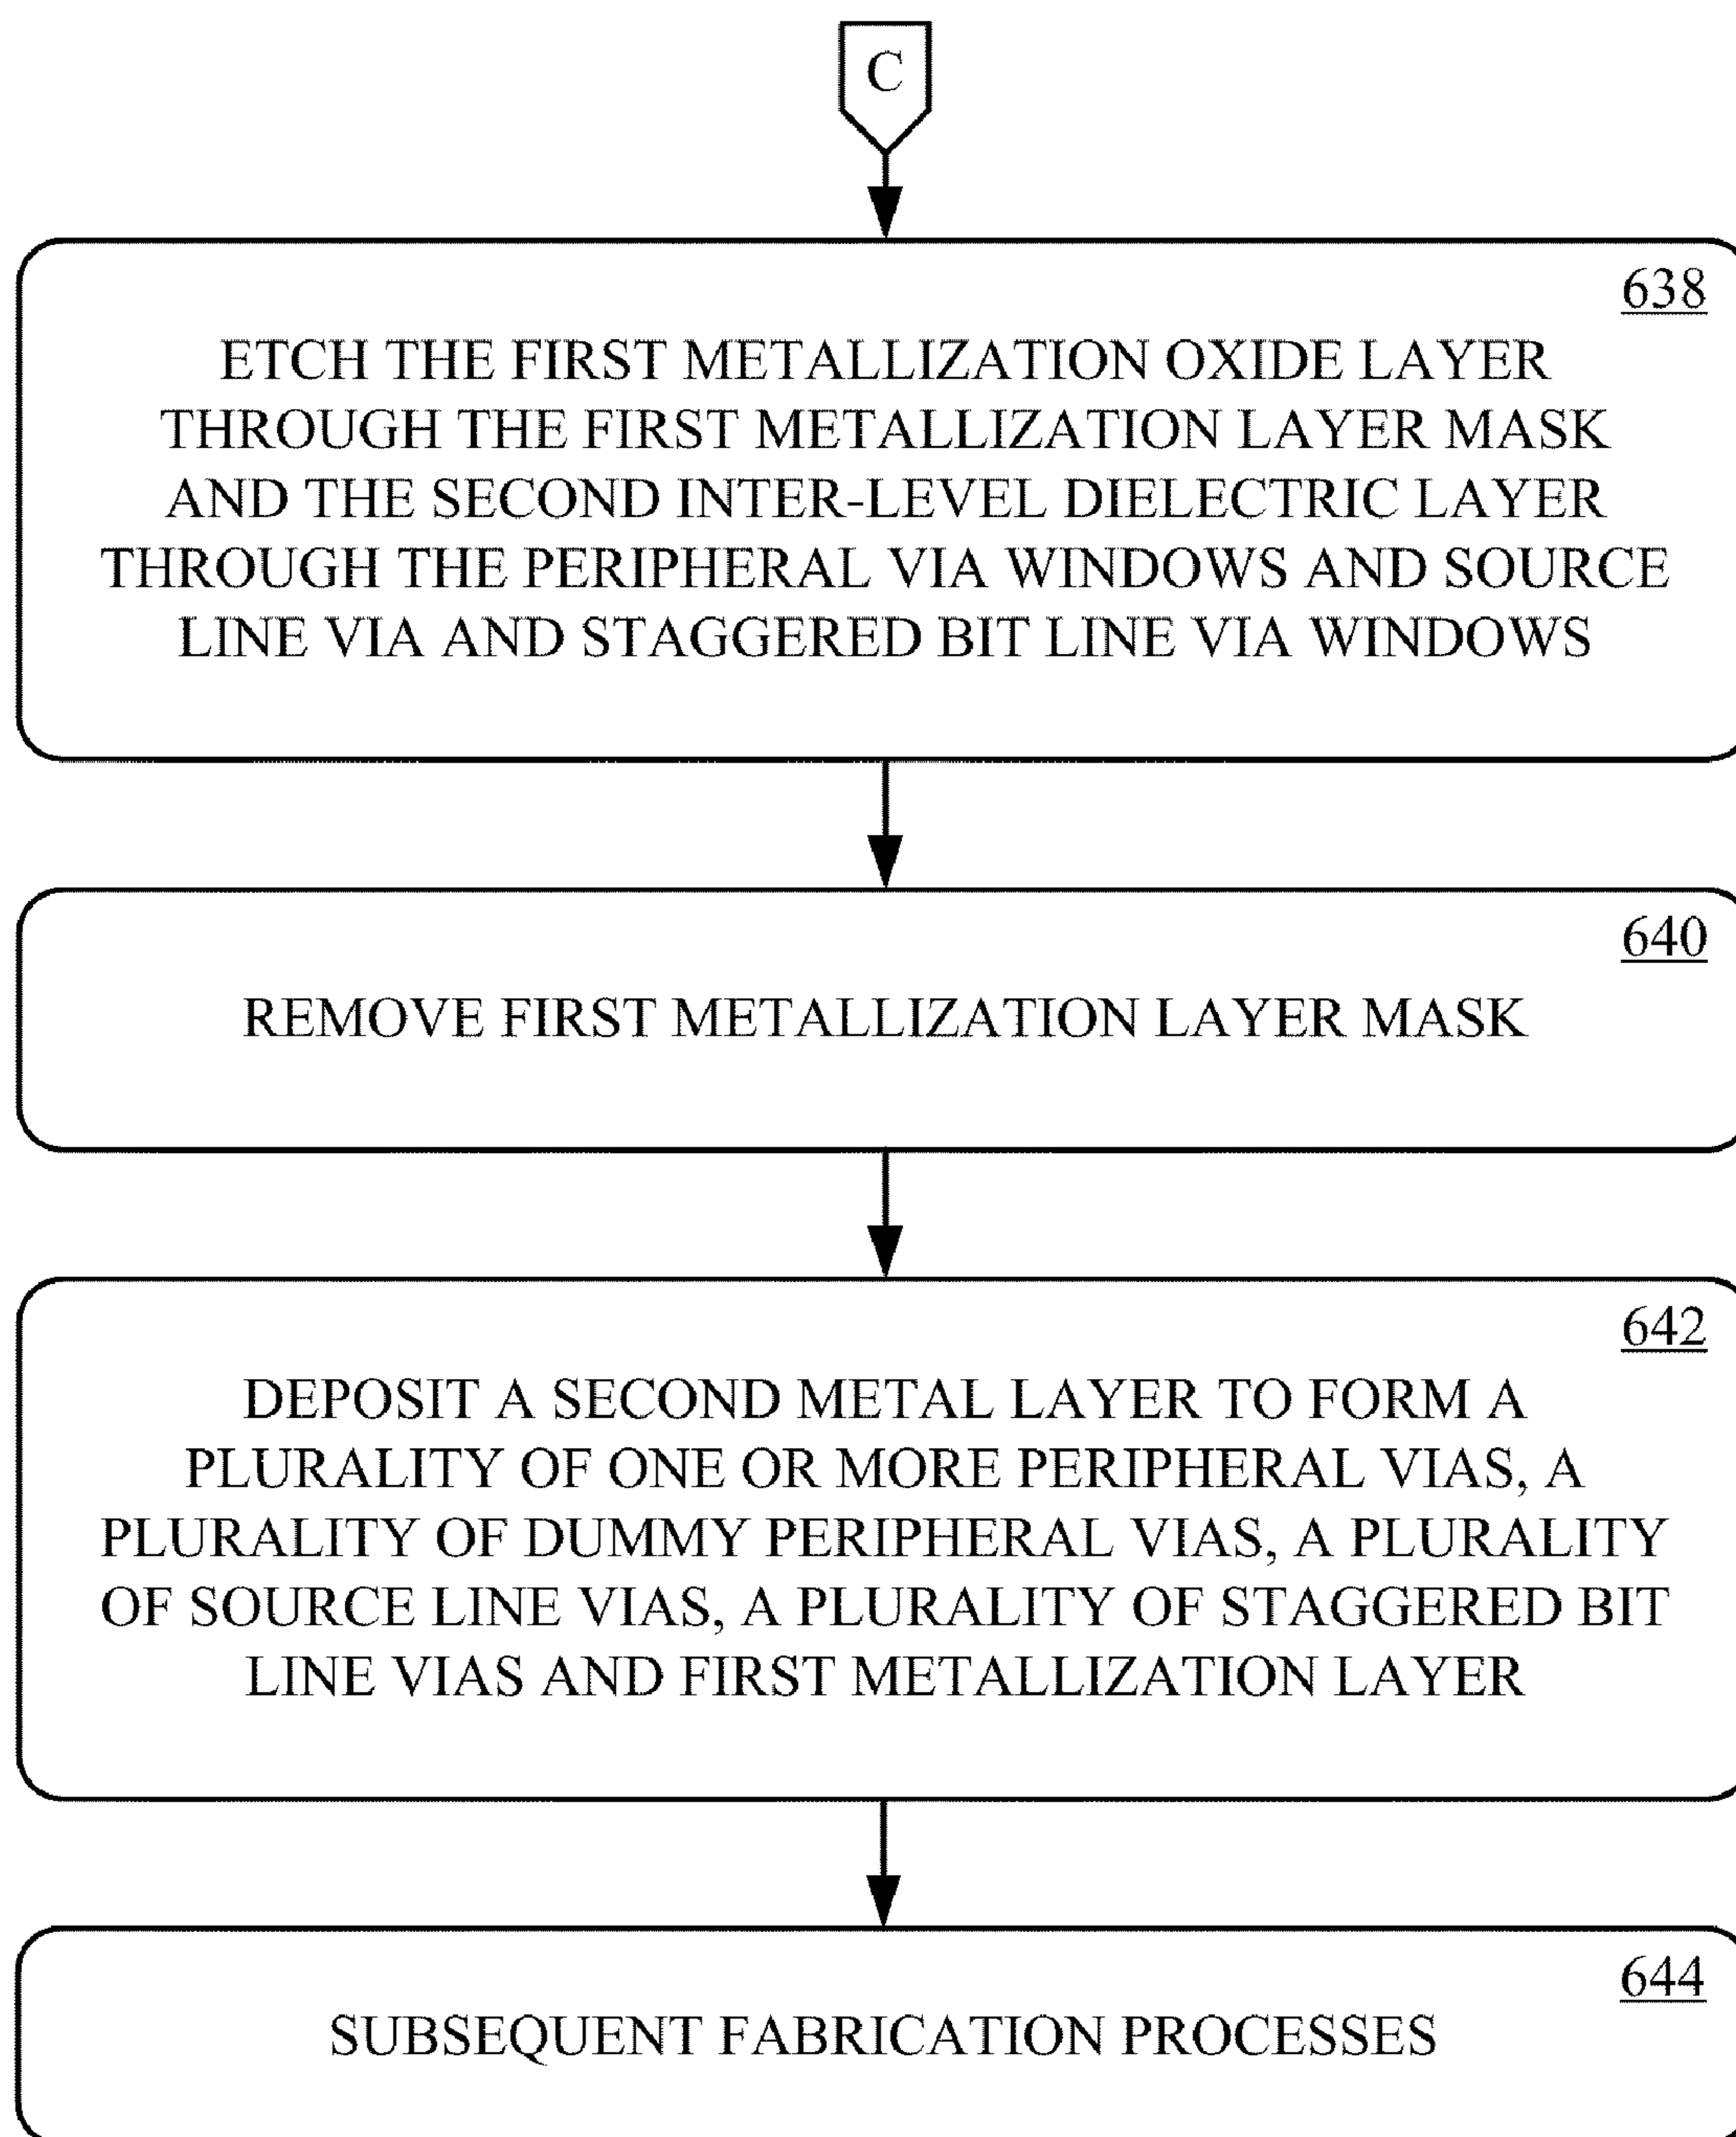 C
638
ETCH THE FIRST METALLIZATION OXIDE LAYER
THROUGH THE FIRST METALLIZATION LAYER MASK
AND THE SECOND INTER-LEVEL DIELECTRIC LAYER
THROUGH THE PERIPHERAL VIA WINDOWS AND SOURCE
LINE VIA AND STAGGERED BIT LINE VIA WINDOWS
640
REMOVE FIRST METALLIZATION LAYER MASK
642
DEPOSIT A SECOND METAL LAYER TO FORM A
PLURALITY OF ONE OR MORE PERIPHERAL VIAS, A
PLURALITY OF DUMMY PERIPHERAL VIAS, A PLURALITY
OF SOURCE LINE VIAS, A PLURALITY OF STAGGERED BIT
LINE VIAS AND FIRST METALLIZATION LAYER
644
SUBSEQUENT FABRICATION PROCESSES